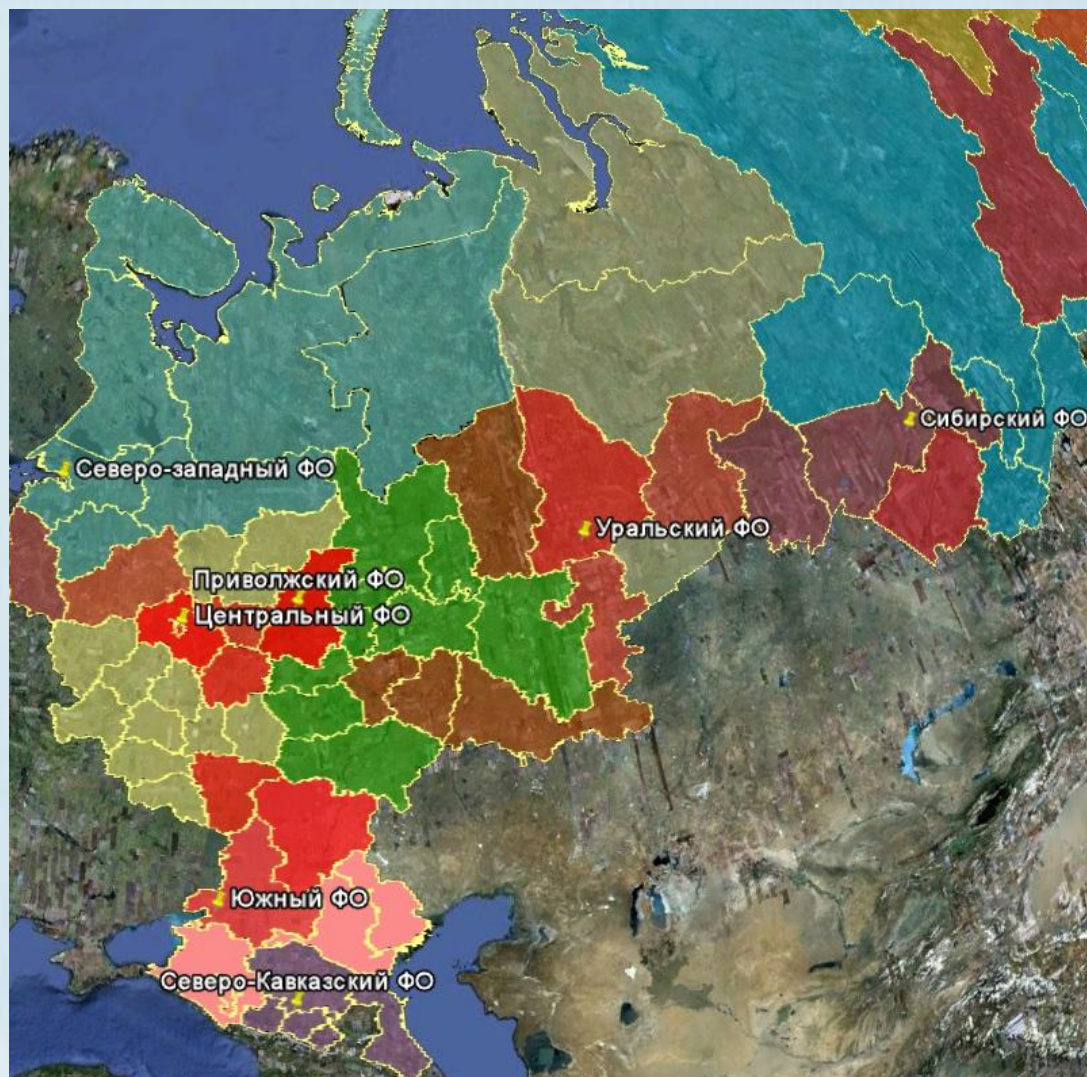 Сибирский ФО
Северо-западный ФО
Уральский ФО
Приволжский ФО
Центральный ФО
Южный ФО
Северо-Кавказский ФО